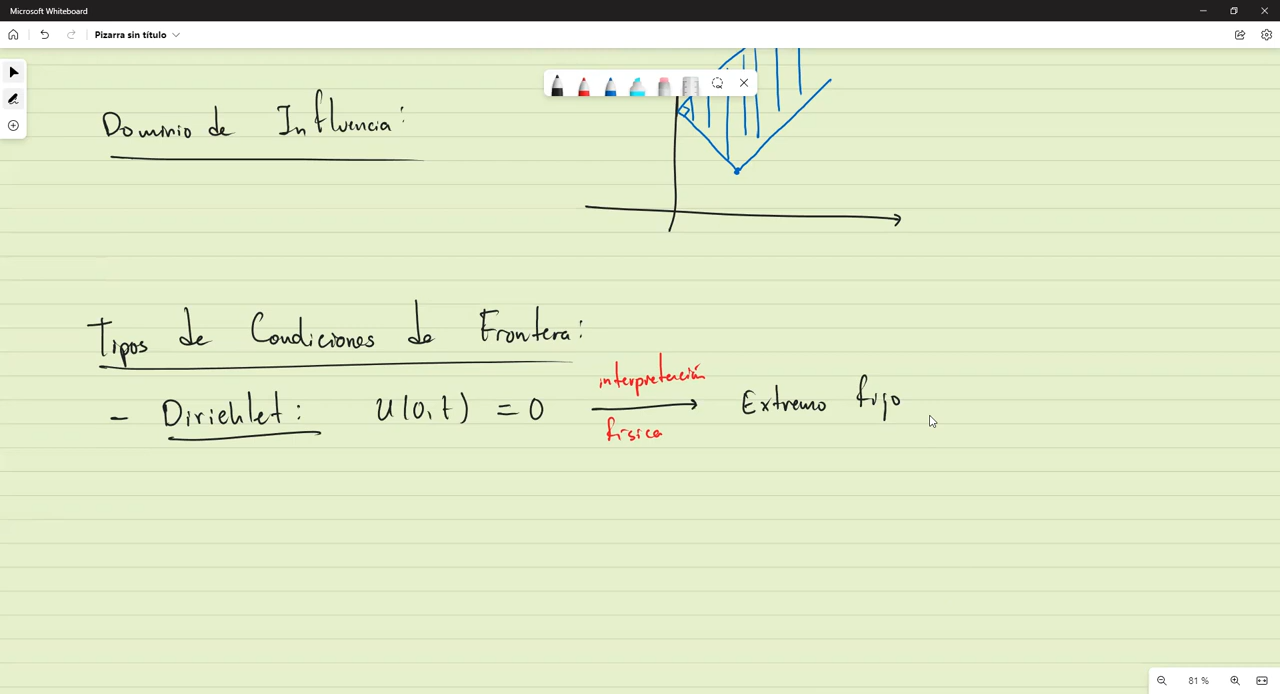 Microsoft Whiteboard
Pizarra sin título
Dominio de Influencia:
Tipos de Condiciones de Frontera:
interpretación
- Dirichlet: u(0,t) = 0 → Extremo fijo
física
81 %